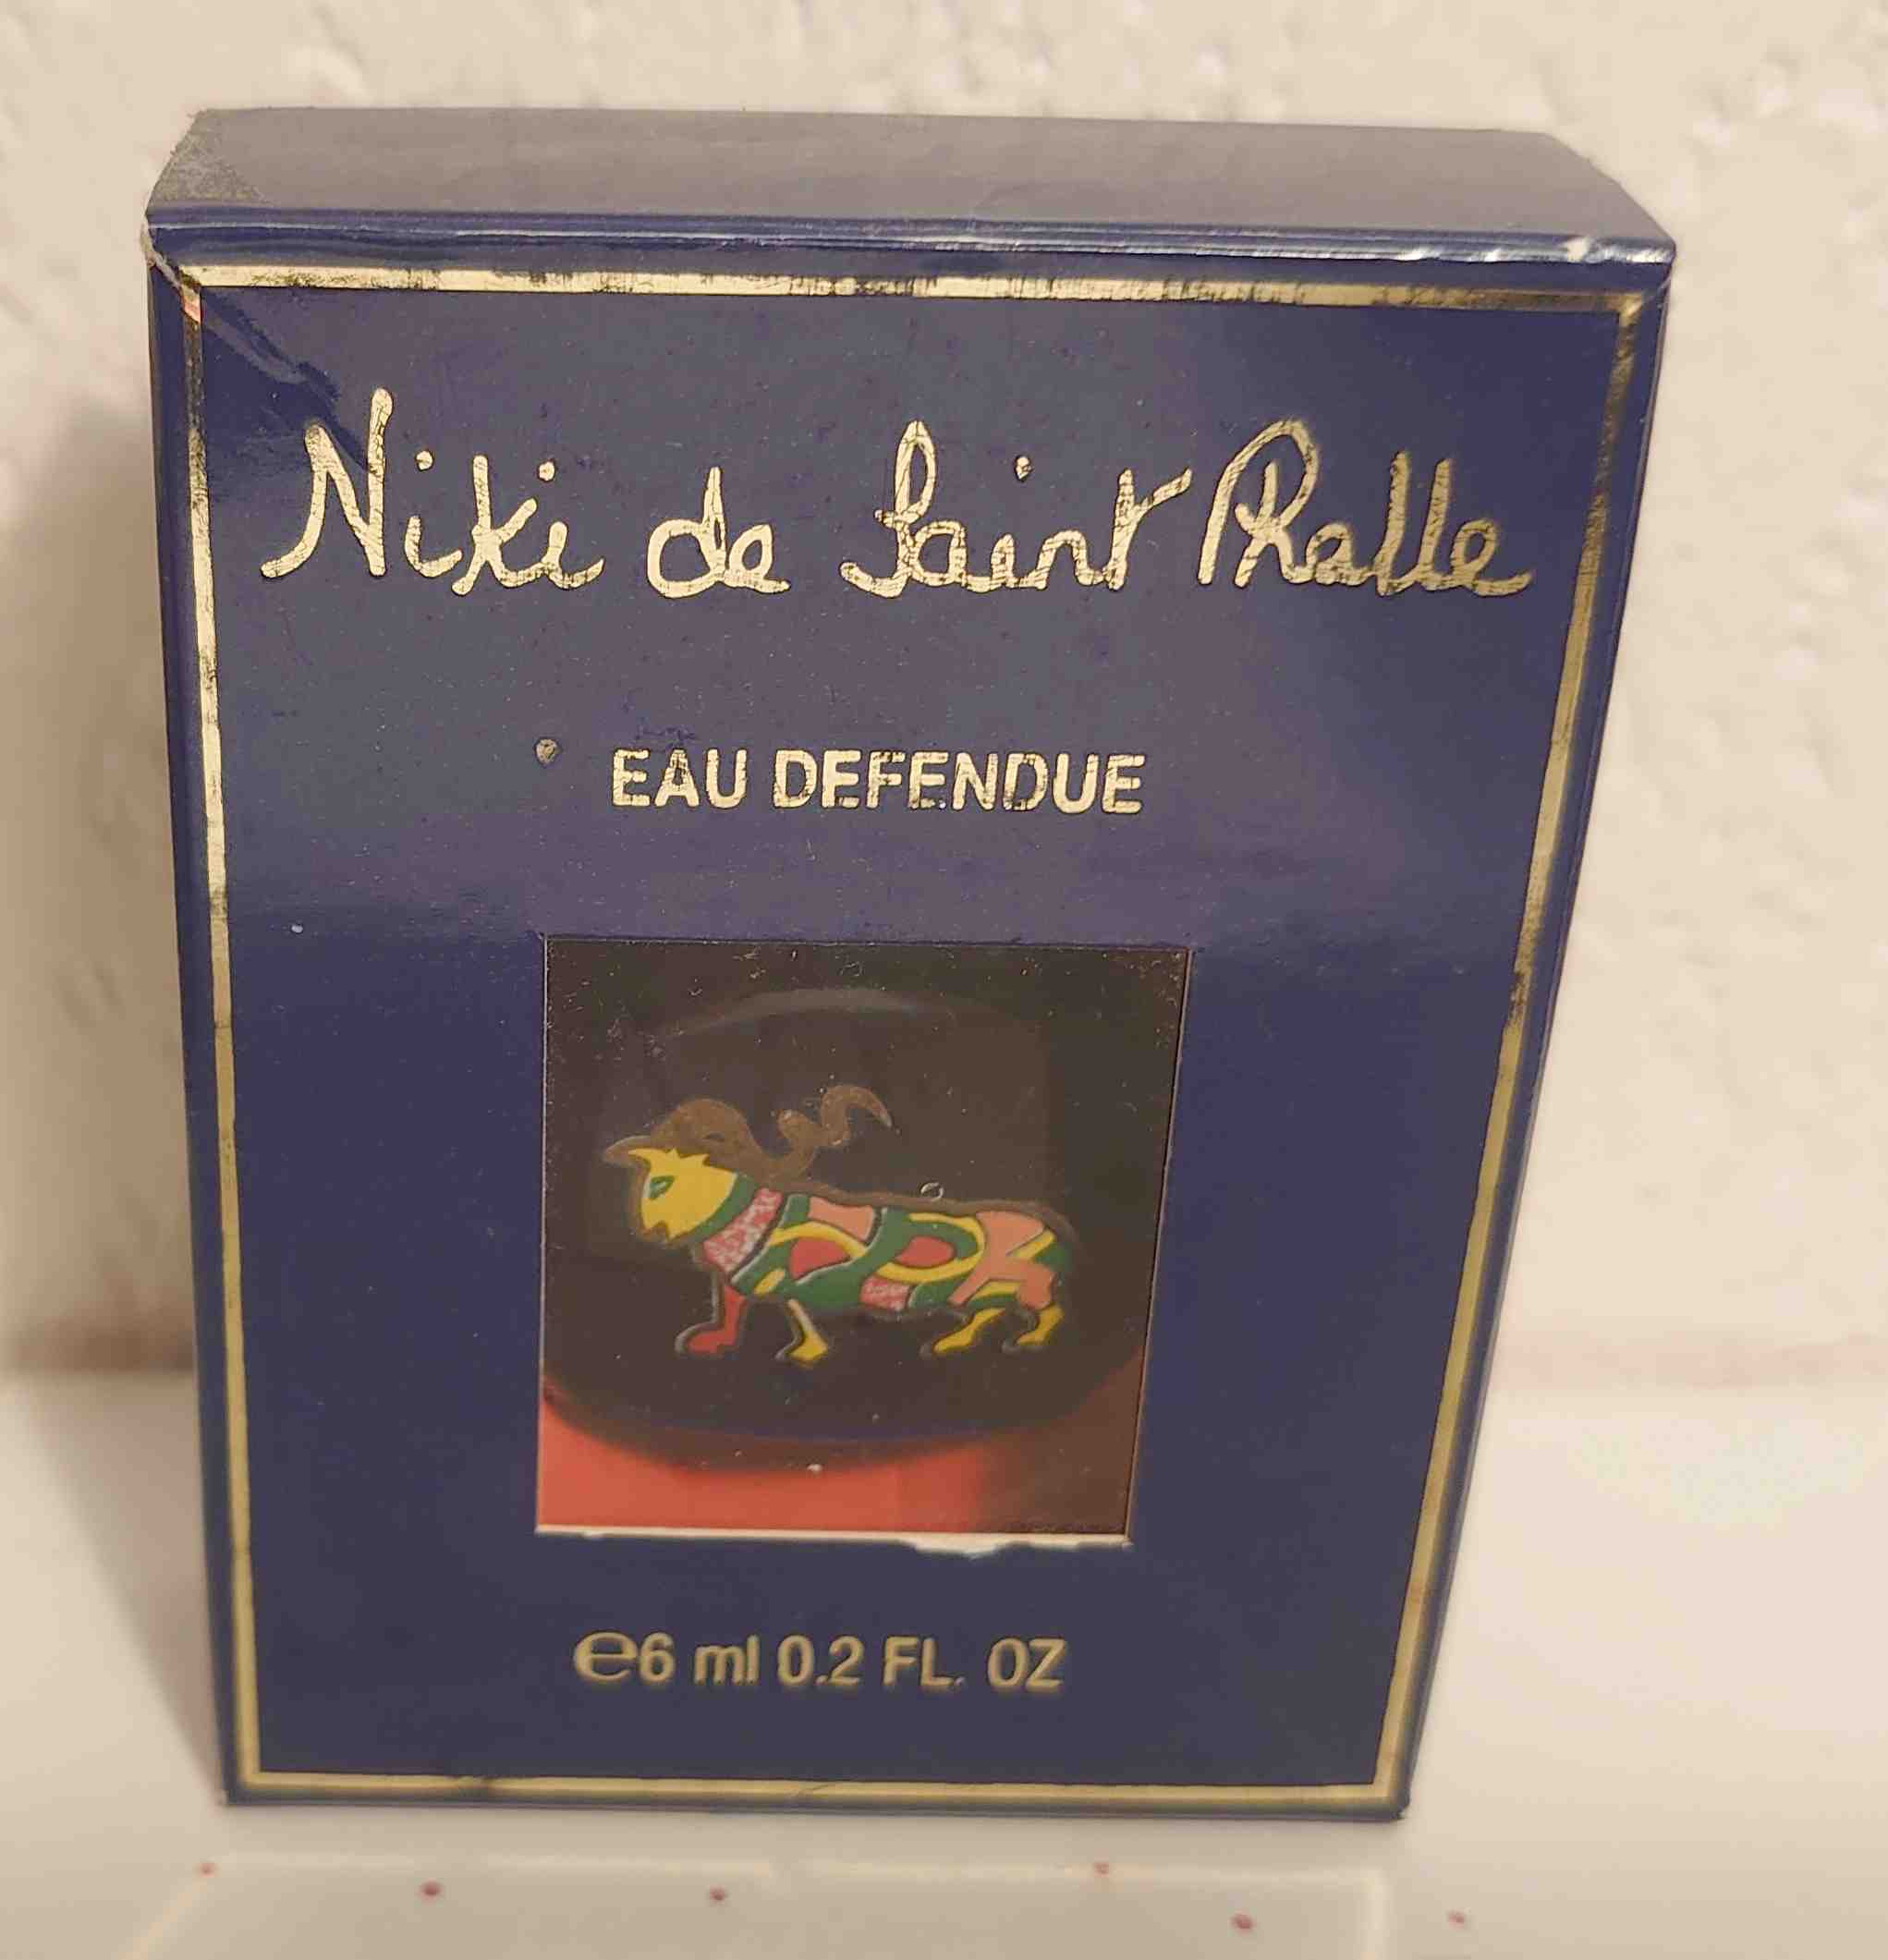 Niki de Saint Phalle
EAU DEFENDUE
℮6 ml 0.2 FL. OZ